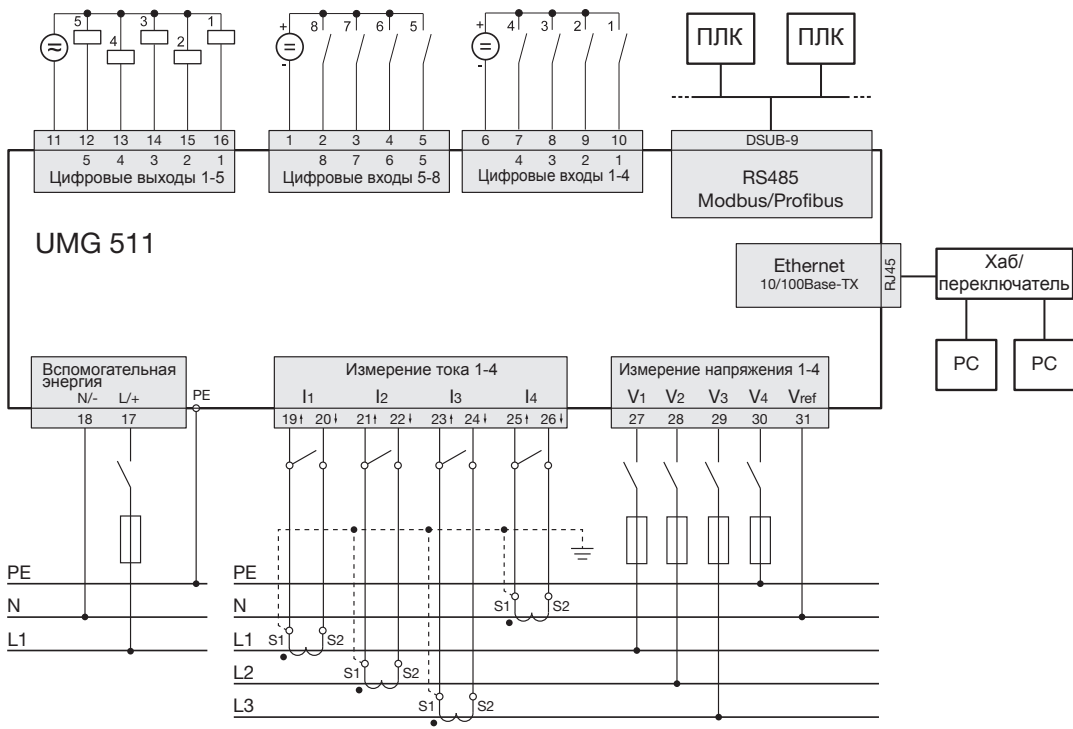 5 3 1
4 2
+ 8 7 6 5
-
+ 4 3 2 1
-
ПЛК ПЛК
11 12 13 14 15 16
5 4 3 2 1
Цифровые выходы 1-5
1 2 3 4 5
8 7 6 5
Цифровые входы 5-8
6 7 8 9 10
4 3 2 1
Цифровые входы 1-4
DSUB-9
RS485
Modbus/Profibus
UMG 511
Ethernet
10/100Base-TX
RJ45
Хаб/
переключатель
PC PC
Вспомогательная
энергия
N/- L/+ PE
18 17
Измерение тока 1-4
I1 I2 I3 I4
19 20 21 22 23 24 25 26
Измерение напряжения 1-4
V1 V2 V3 V4 Vref
27 28 29 30 31
PE
N
L1
PE
N
L1
L2
L3
S1 S2
S1 S2
S1 S2
S1 S2